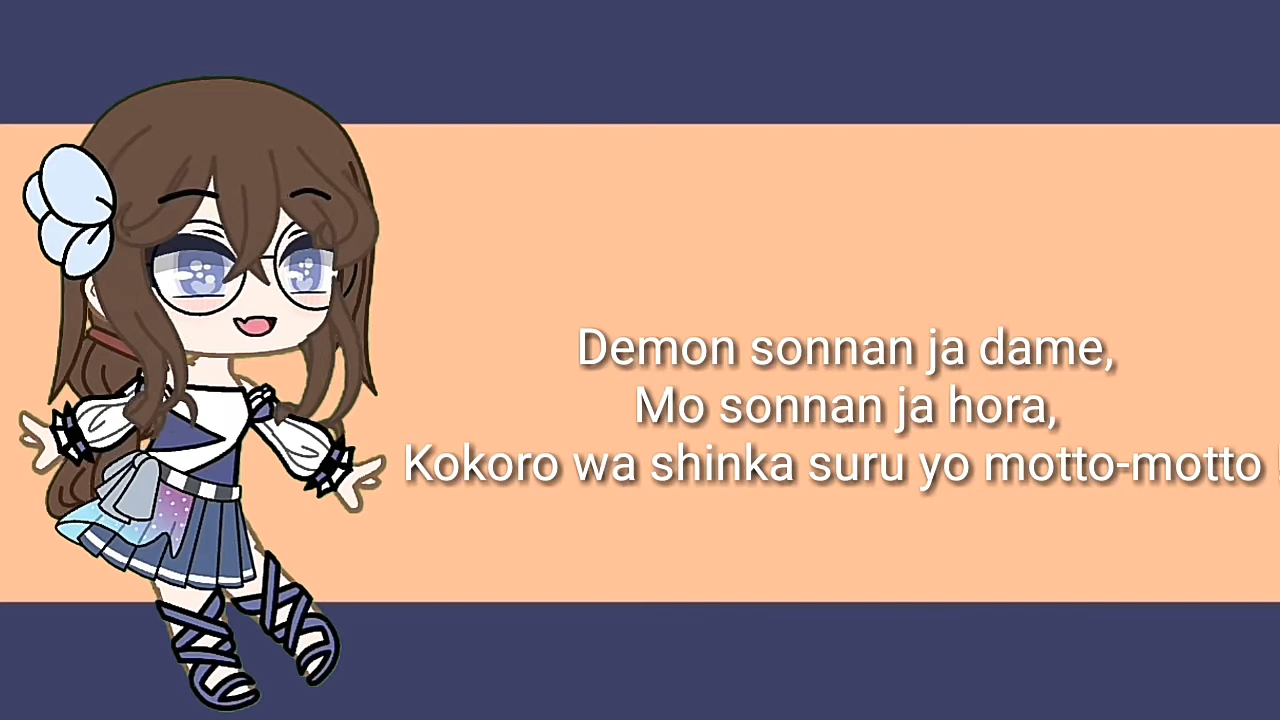 Demon sonnan ja dame,
Mo sonnan ja hora,
Kokoro wa shinka suru yo motto-motto !